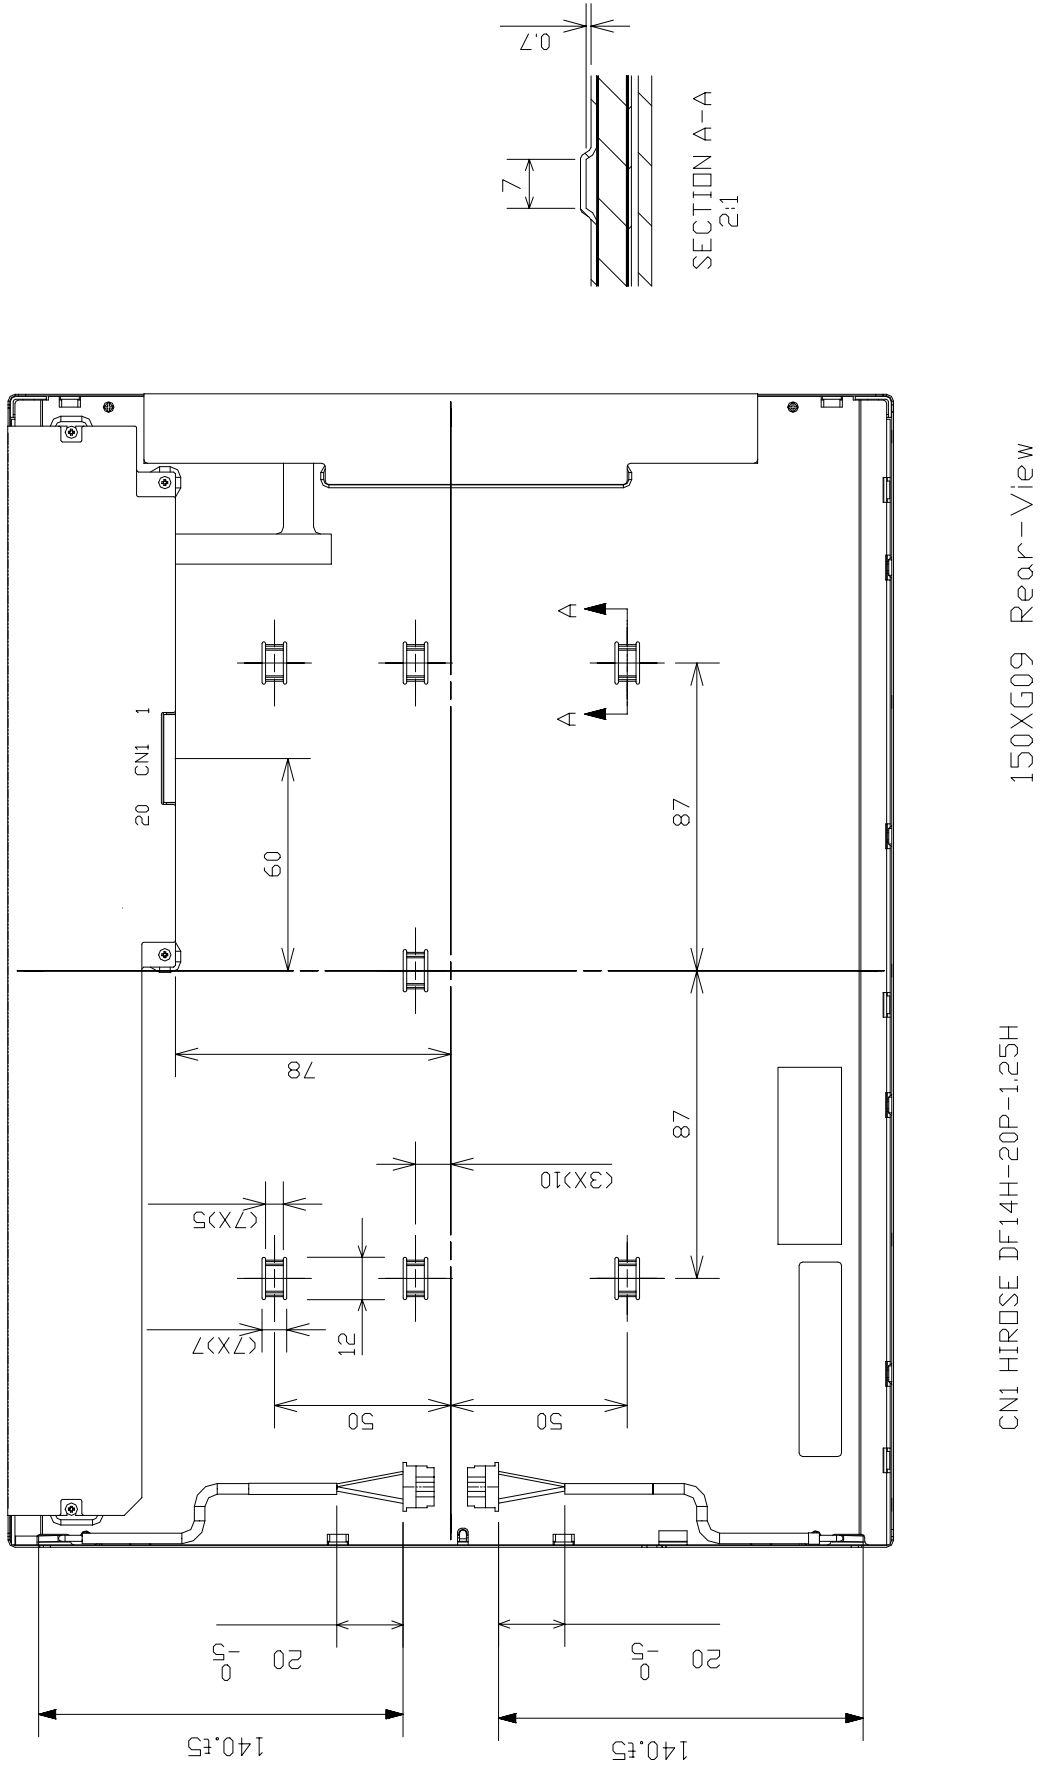 0.7
7
SECTION A-A
2:1
20 CN1 1
A
A
60
87
78
87
(3X)10
(7X)5
(7X)7
12
50
50
20 0 -5
20 0 -5
140.±5
140.±5
150XG09 Rear-View
CN1 HIROSE DF14H-20P-1.25H